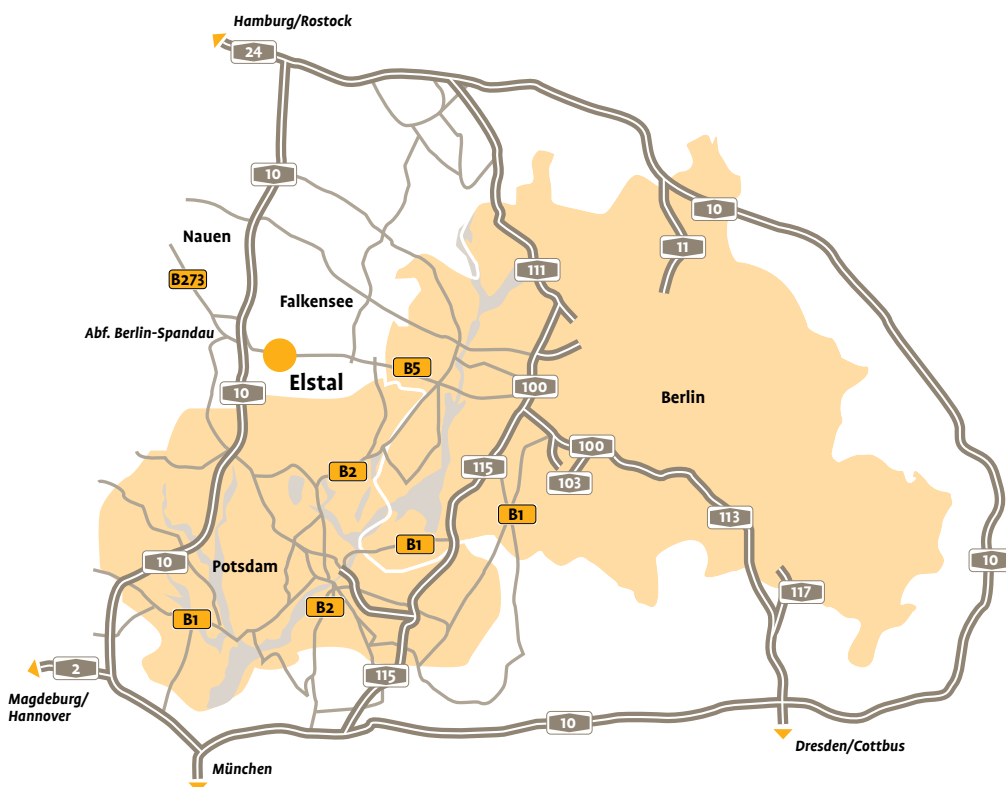 Hamburg/Rostock
24
10
10
Nauen
11
111
B273
Falkensee
Abf. Berlin-Spandau
B5
Elstal
100
10
Berlin
100
115
B2
103
B1
113
B1
10
10
Potsdam
117
B2
B1
2
115
Magdeburg/
Hannover
10
Dresden/Cottbus
München